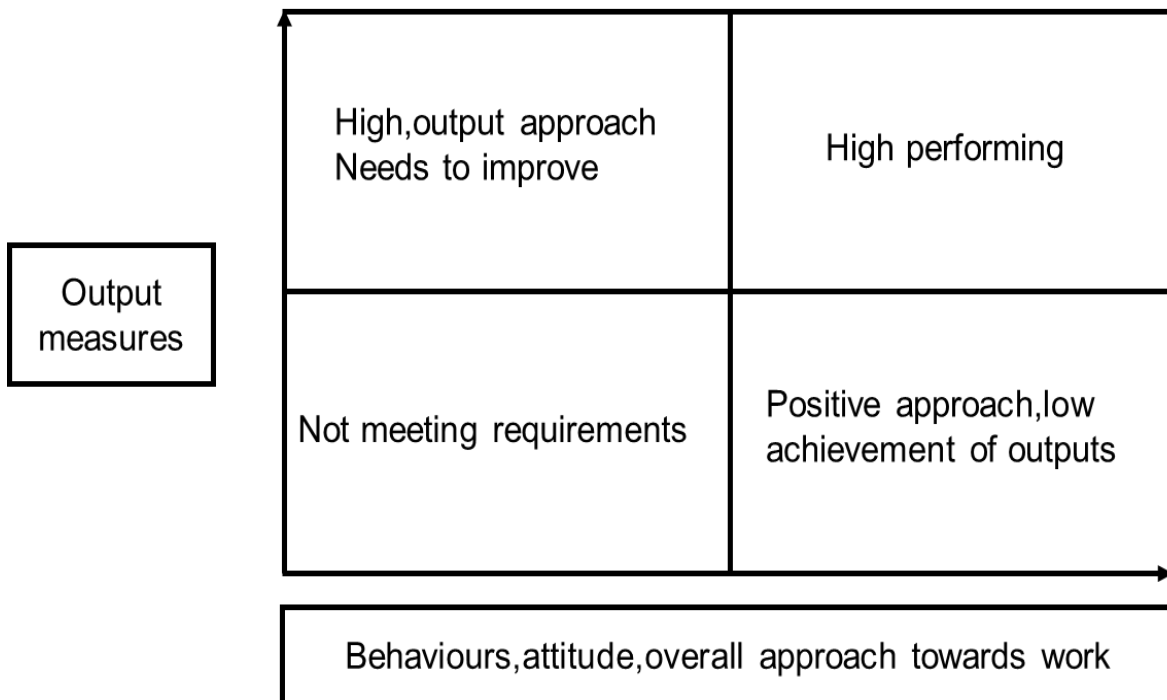 High,output approach
Needs to improve
High performing
Output
measures
Not meeting requirements
Positive approach,low
achievement of outputs
Behaviours,attitude,overall approach towards work